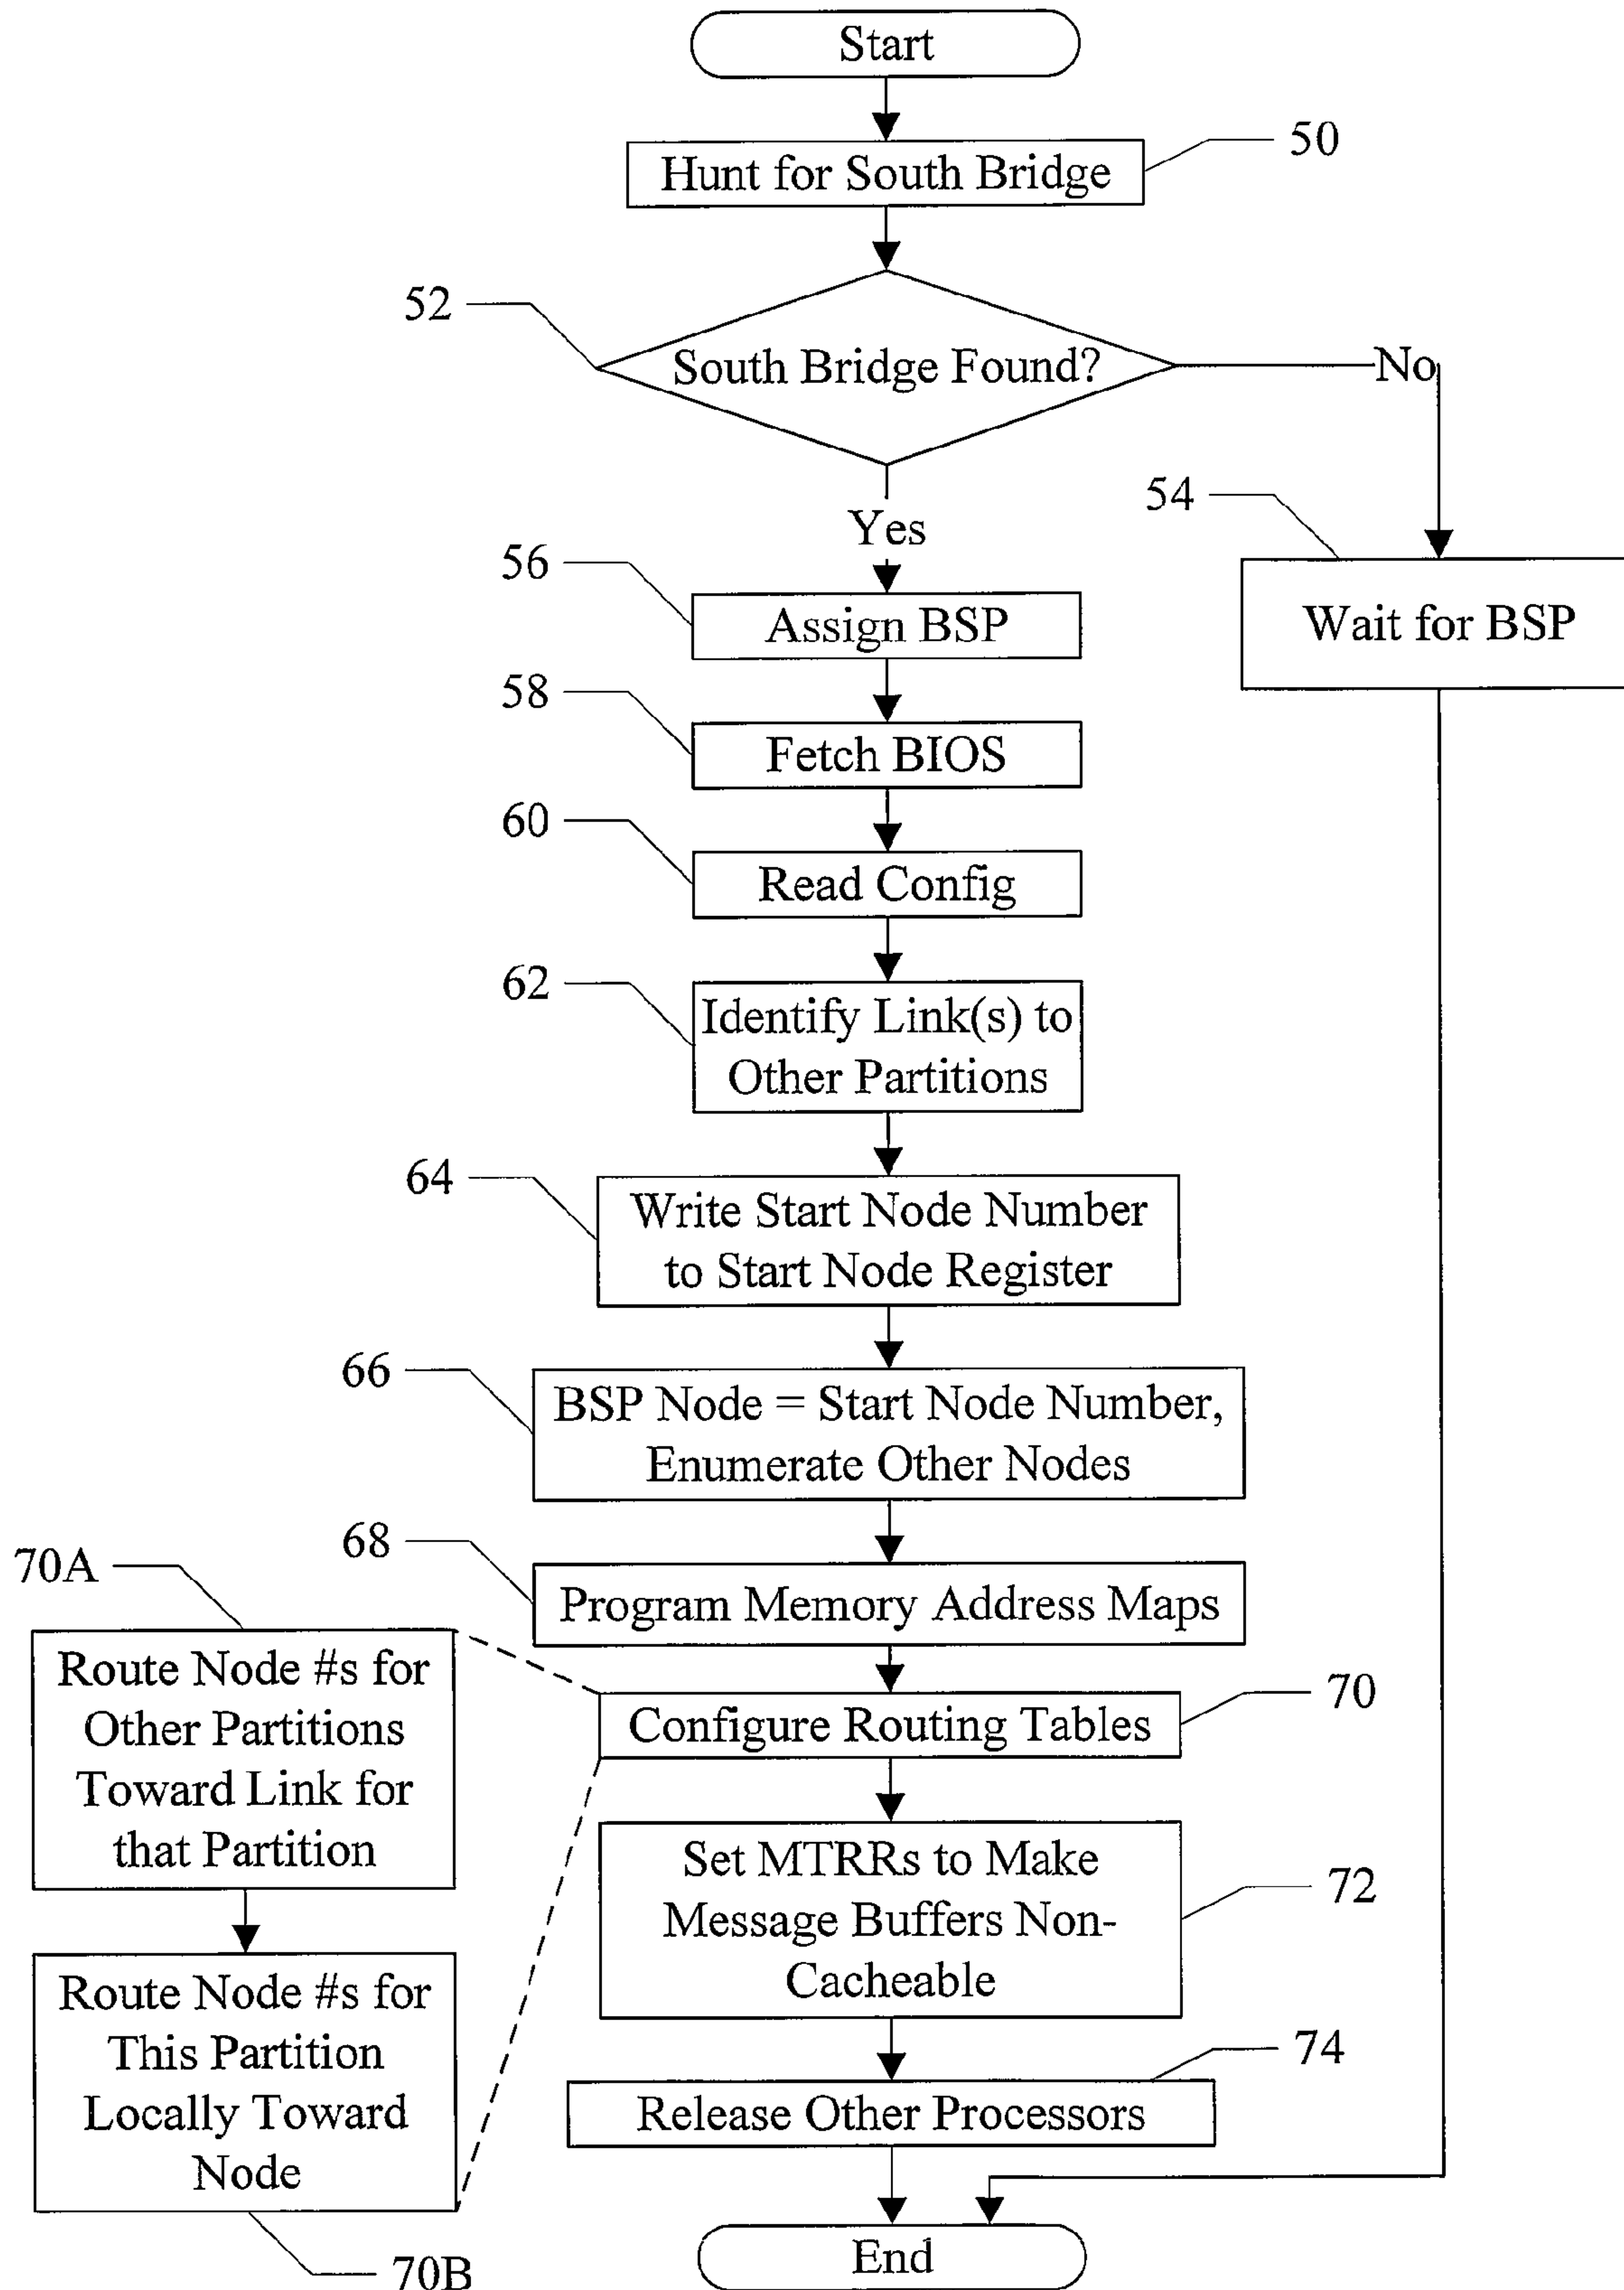 Start
50
Hunt for South Bridge
52
South Bridge Found?
No
54
Yes
56
Assign BSP
Wait for BSP
58
Fetch BIOS
60
Read Config
62
Identify Link(s) to
Other Partitions
64
Write Start Node Number
to Start Node Register
66
BSP Node = Start Node Number,
Enumerate Other Nodes
68
Program Memory Address Maps
70A
Route Node #s for
Other Partitions
Toward Link for
that Partition
70
Configure Routing Tables
72
Set MTRRs to Make
Message Buffers Non-
Cacheable
Route Node #s for
This Partition
Locally Toward
Node
70B
74
Release Other Processors
End